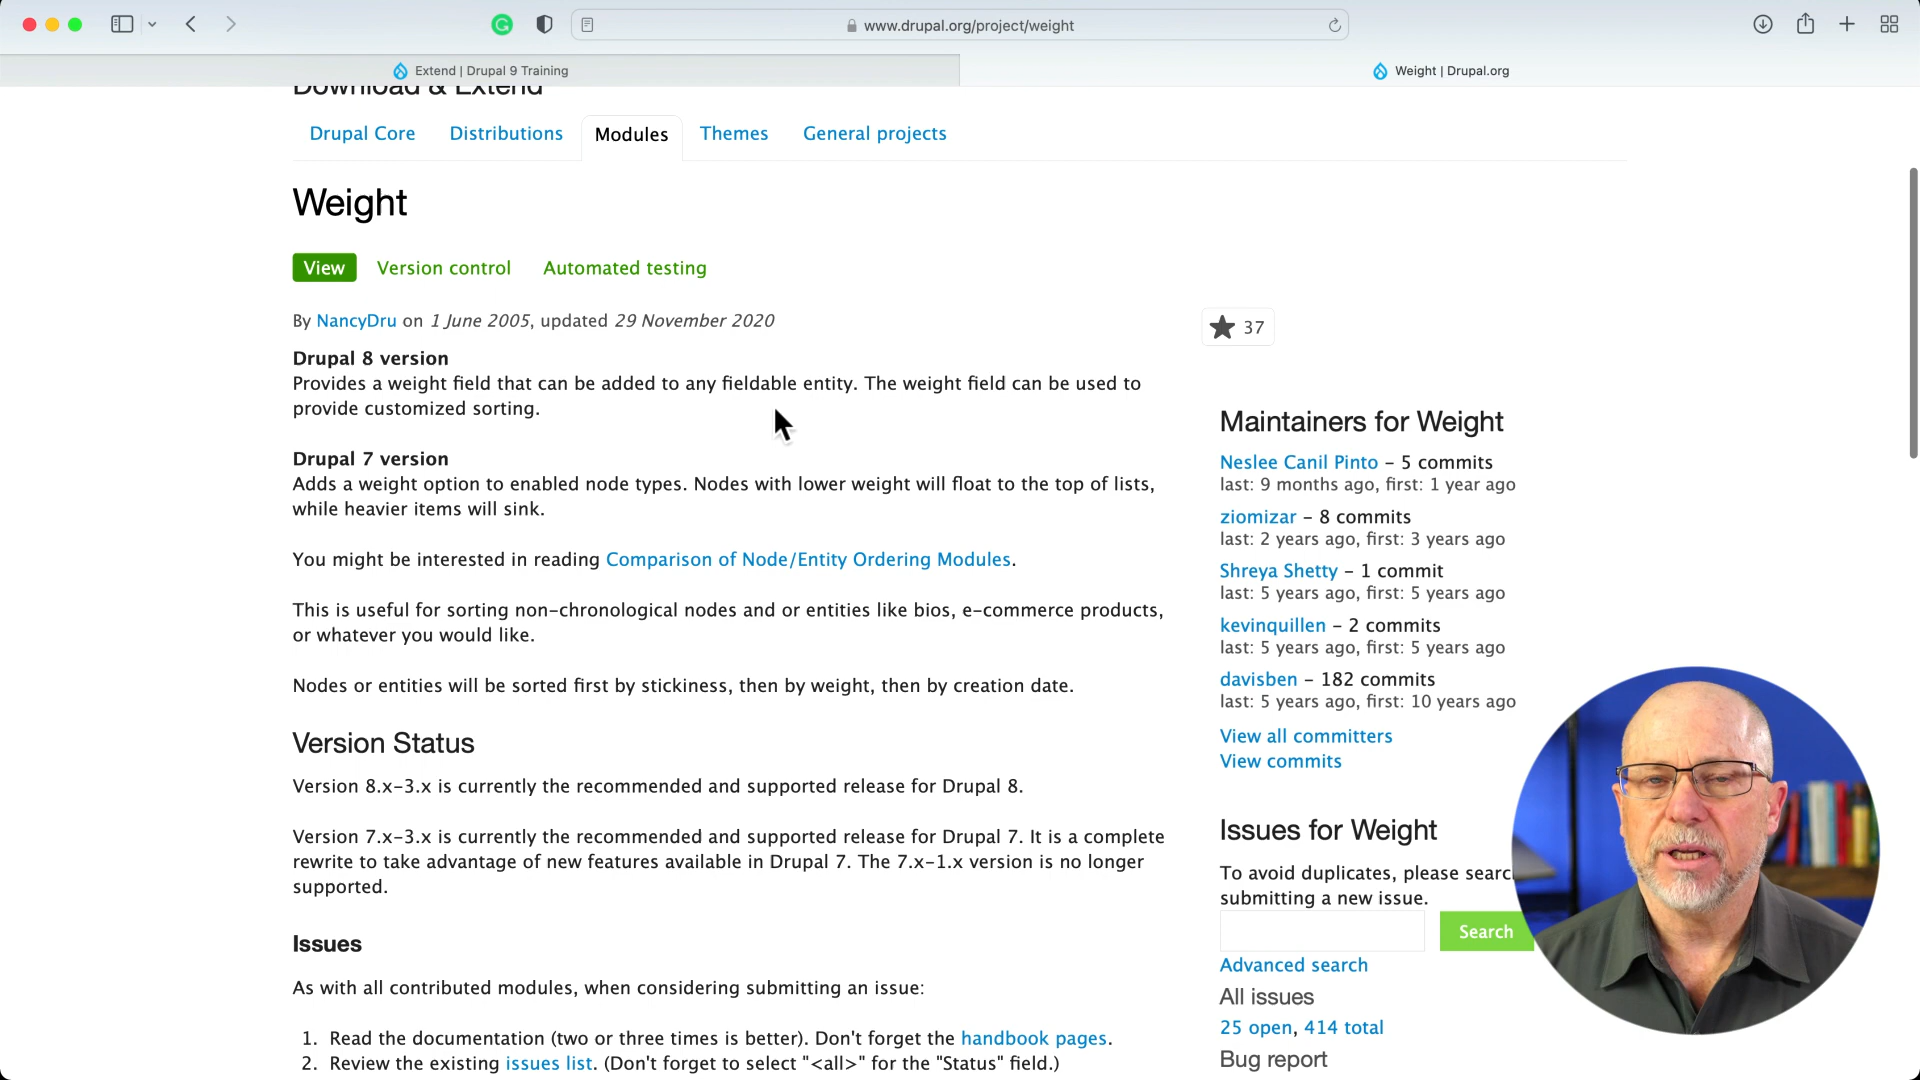 www.drupal.org/project/weight
Extend | Drupal 9 Training
Weight | Drupal.org
Download & Extend
Drupal Core
Distributions
Modules
Themes
General projects
Weight
View
Version control
Automated testing
By NancyDru on 1 June 2005, updated 29 November 2020
37
Drupal 8 version
Provides a weight field that can be added to any fieldable entity. The weight field can be used to
provide customized sorting.
Drupal 7 version
Adds a weight option to enabled node types. Nodes with lower weight will float to the top of lists,
while heavier items will sink.
You might be interested in reading Comparison of Node/Entity Ordering Modules.
This is useful for sorting non-chronological nodes and or entities like bios, e-commerce products,
or whatever you would like.
Nodes or entities will be sorted first by stickiness, then by weight, then by creation date.
Version Status
Version 8.x-3.x is currently the recommended and supported release for Drupal 8.
Version 7.x-3.x is currently the recommended and supported release for Drupal 7. It is a complete
rewrite to take advantage of new features available in Drupal 7. The 7.x-1.x version is no longer
supported.
Issues
As with all contributed modules, when considering submitting an issue:
1. Read the documentation (two or three times is better). Don't forget the handbook pages.
2. Review the existing issues list. (Don't forget to select "<all>" for the "Status" field.)
Maintainers for Weight
Neslee Canil Pinto - 5 commits
last: 9 months ago, first: 1 year ago
ziomizar - 8 commits
last: 2 years ago, first: 3 years ago
Shreya Shetty - 1 commit
last: 5 years ago, first: 5 years ago
kevinquillen - 2 commits
last: 5 years ago, first: 5 years ago
davisben - 182 commits
last: 5 years ago, first: 10 years ago
View all committers
View commits
Issues for Weight
To avoid duplicates, please searc
submitting a new issue.
Search
Advanced search
All issues
25 open, 414 total
Bug report